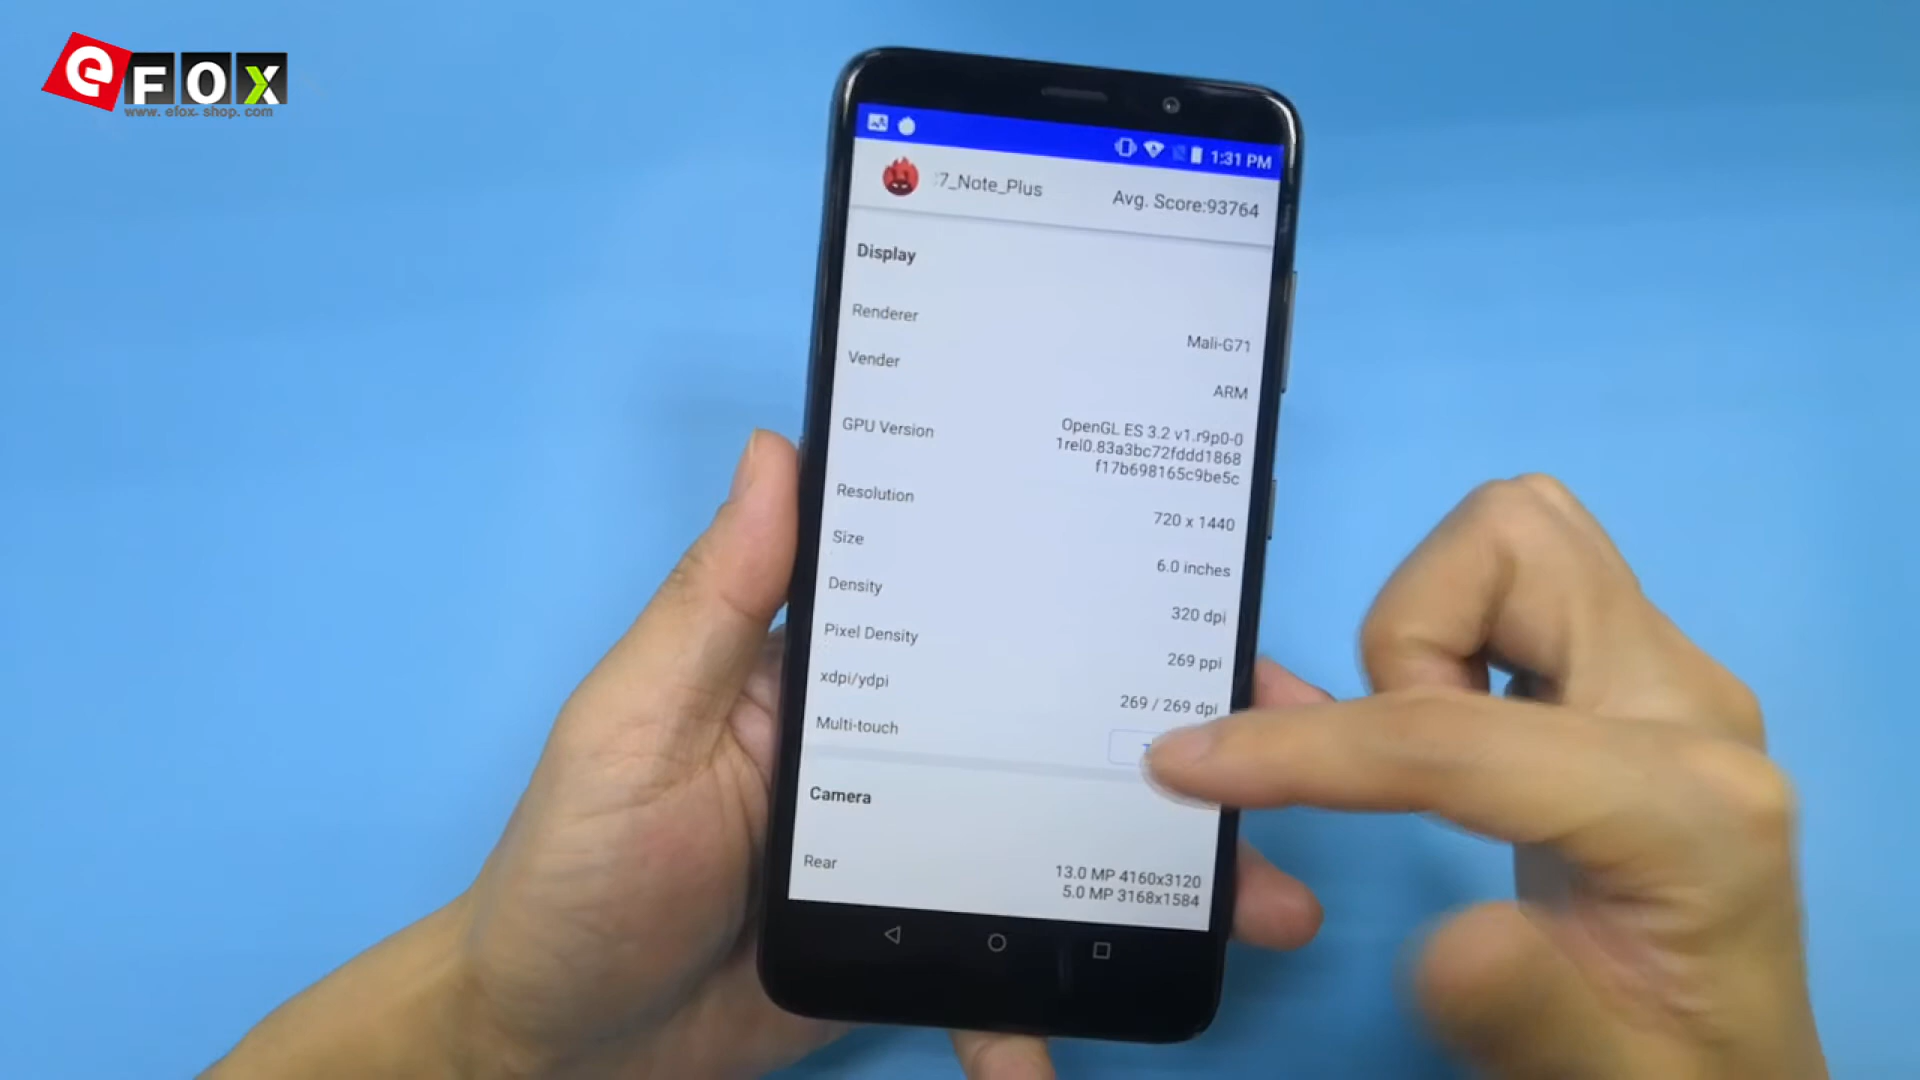 eFOX
www. efox-shop. com
1:31 PM
7_Note_Plus
Avg. Score:93764
Display
Renderer
Mali-G71
Vender
ARM
GPU Version
OpenGL ES 3.2 v1.r9p0-0
1rel0.83a3bc72fddd1868
f17b698165c9be5c
Resolution
720 x 1440
Size
6.0 inches
Density
320 dpi
Pixel Density
269 ppi
xdpi/ydpi
269 / 269 dpi
Multi-touch
Camera
Rear
13.0 MP 4160x3120
5.0 MP 3168x1584